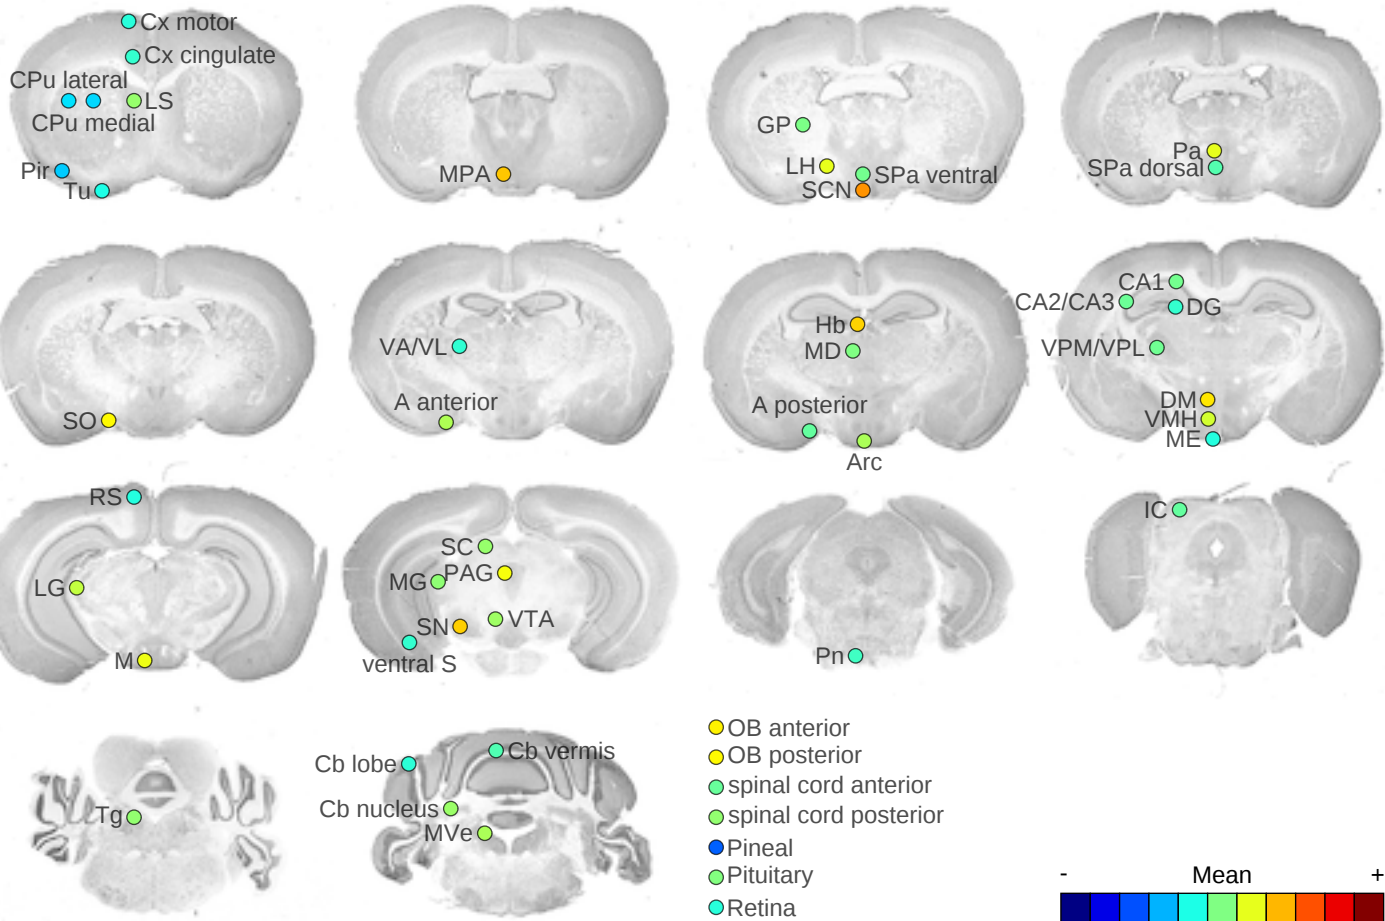 Cx motor
Cx cingulate
CPu lateral
LS
CPu medial
Pir
Tu
MPA
GP
LH
SPa ventral
SCN
Pa
SPa dorsal
SO
VA/VL
A anterior
Hb
MD
A posterior
Arc
CA1
CA2/CA3
DG
VPM/VPL
DM
VMH
ME
RS
LG
M
SC
PAG
MG
VTA
SN
ventral S
Pn
IC
Tg
Cb vermis
Cb lobe
Cb nucleus
MVe
OB anterior
OB posterior
spinal cord anterior
spinal cord posterior
Pineal
Pituitary
Retina
- Mean +